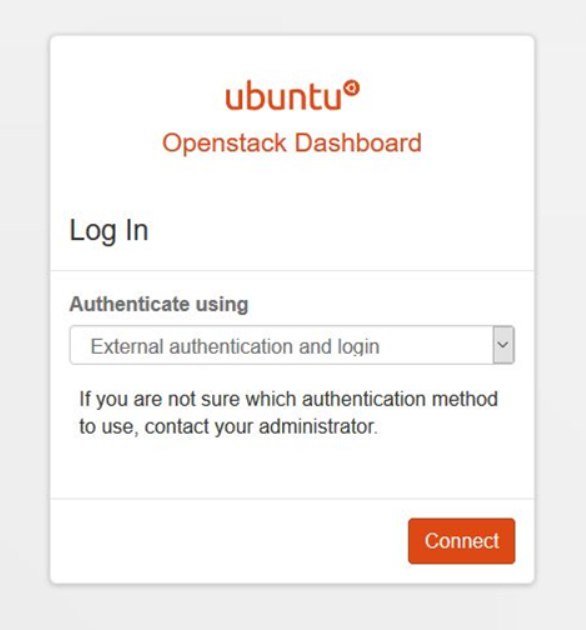 ubuntu
Openstack Dashboard
Log In
Authenticate using
External authentication and login
If you are not sure which authentication method
to use, contact your administrator.
Connect